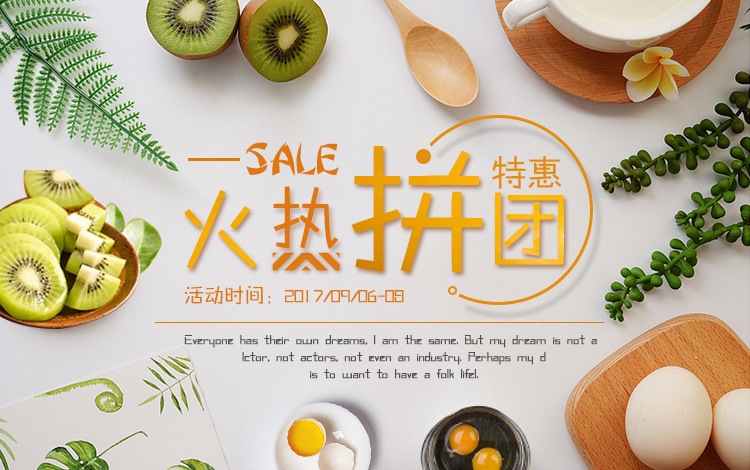 SALE
特惠
火热拼团
活动时间：2017/09/06-09
Everyone has their own dreams, I am the same. But my dream is not a
lctor, not actors, not even an industry. Perhaps my d
is to want to have a folk lifel.